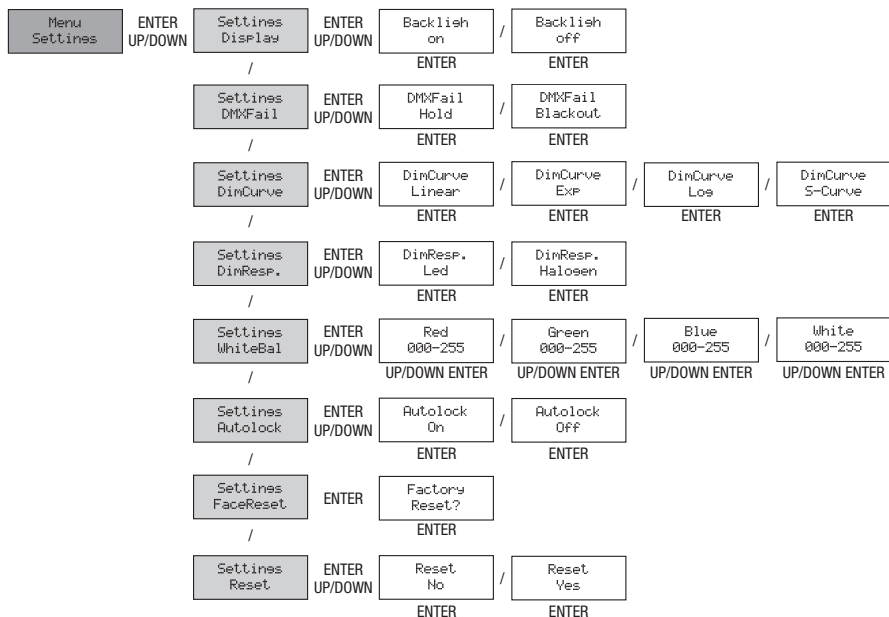 Menu
Settings
ENTER
UP/DOWN
Settings
Display
ENTER
UP/DOWN
Backligh
on
/
Backligh
off
ENTER
ENTER
/
Settings
DMXFail
ENTER
UP/DOWN
DMXFail
Hold
/
DMXFail
Blackout
ENTER
ENTER
/
Settings
DimCurve
ENTER
UP/DOWN
DimCurve
Linear
/
DimCurve
Exp
/
DimCurve
Log
/
DimCurve
S-Curve
ENTER
ENTER
ENTER
ENTER
/
Settings
DimResp.
ENTER
UP/DOWN
DimResp.
Led
/
DimResp.
Halogen
ENTER
ENTER
/
Settings
WhiteBal
ENTER
UP/DOWN
Red
000-255
/
Green
000-255
/
Blue
000-255
/
White
000-255
UP/DOWN ENTER
UP/DOWN ENTER
UP/DOWN ENTER
UP/DOWN ENTER
/
Settings
Autolock
ENTER
UP/DOWN
Autolock
On
/
Autolock
Off
ENTER
ENTER
/
Settings
FaceReset
ENTER
Factory
Reset?
ENTER
/
Settings
Reset
ENTER
UP/DOWN
Reset
No
/
Reset
Yes
ENTER
ENTER